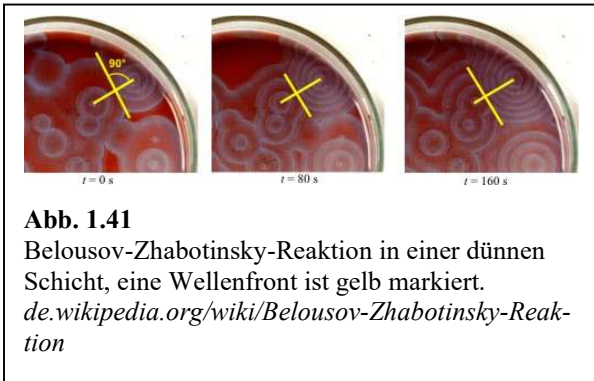 90°
t = 0 s
t = 80 s
t = 160 s
Abb. 1.41
Belousov-Zhabotinsky-Reaktion in einer dünnen
Schicht, eine Wellenfront ist gelb markiert.
de.wikipedia.org/wiki/Belousov-Zhabotinsky-Reak-
tion